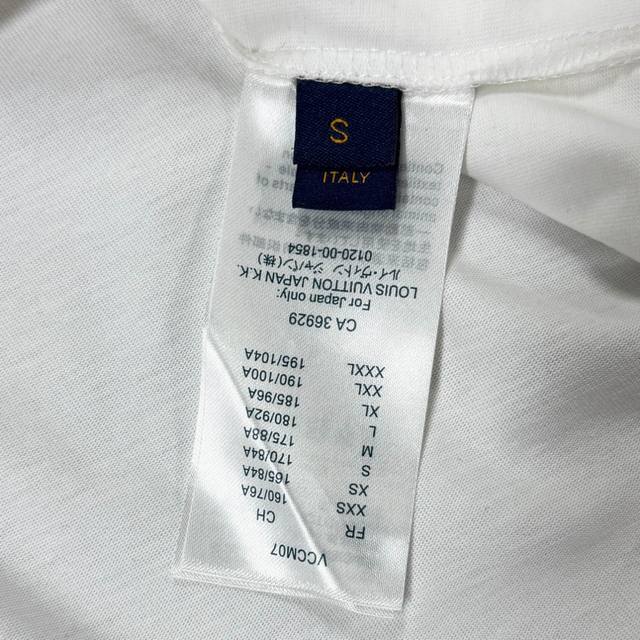 S
ITALY
VCCM07
FR CH
XXS 160/76A
XS 165/84A
S 170/84A
M 175/88A
L 180/92A
XL 185/96A
XXL 190/100A
XXXL 195/104A
CA 36929
For Japan only:
LOUIS VUITTON JAPAN K.K.
ルイ・ヴィトン ジャパン(株)
0120-00-1854